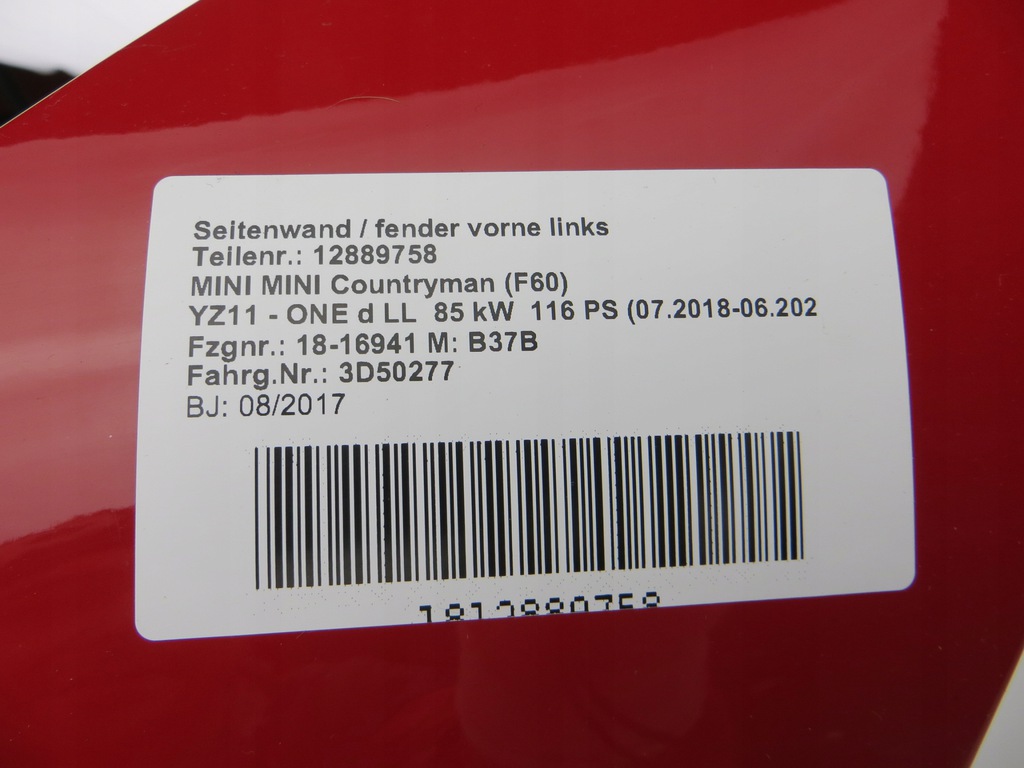 Seitenwand / fender vorne links
Teilenr.: 12889758
MINI MINI Countryman (F60)
YZ11 - ONE d LL 85 kW 116 PS (07.2018-06.202
Fzgnr.: 18-16941 M: B37B
Fahrg.Nr.: 3D50277
BJ: 08/2017
1812889758